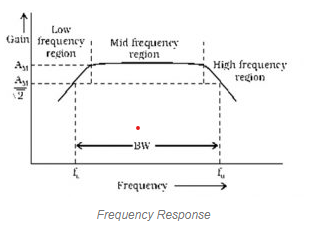 Low
frequency
region
Mid frequency
region
High frequency
region
Gain
A_M
A_M
√2
BW
f_L
f_H
Frequency
Frequency Response